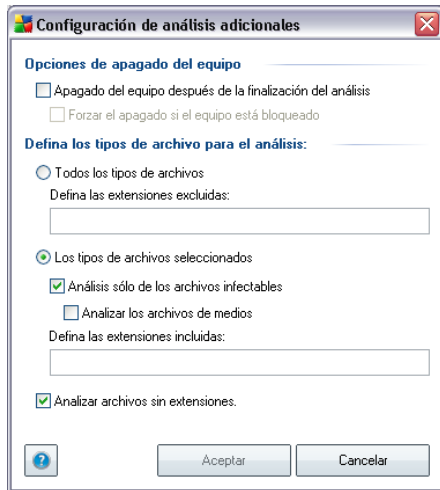 Configuración de análisis adicionales
Opciones de apagado del equipo
Apagado del equipo después de la finalización del análisis
Forzar el apagado si el equipo está bloqueado
Defina los tipos de archivo para el análisis:
Todos los tipos de archivos
Defina las extensiones excluidas:
Los tipos de archivos seleccionados
Análisis sólo de los archivos infectables
Analizar los archivos de medios
Defina las extensiones incluidas:
Analizar archivos sin extensiones.
? Aceptar Cancelar